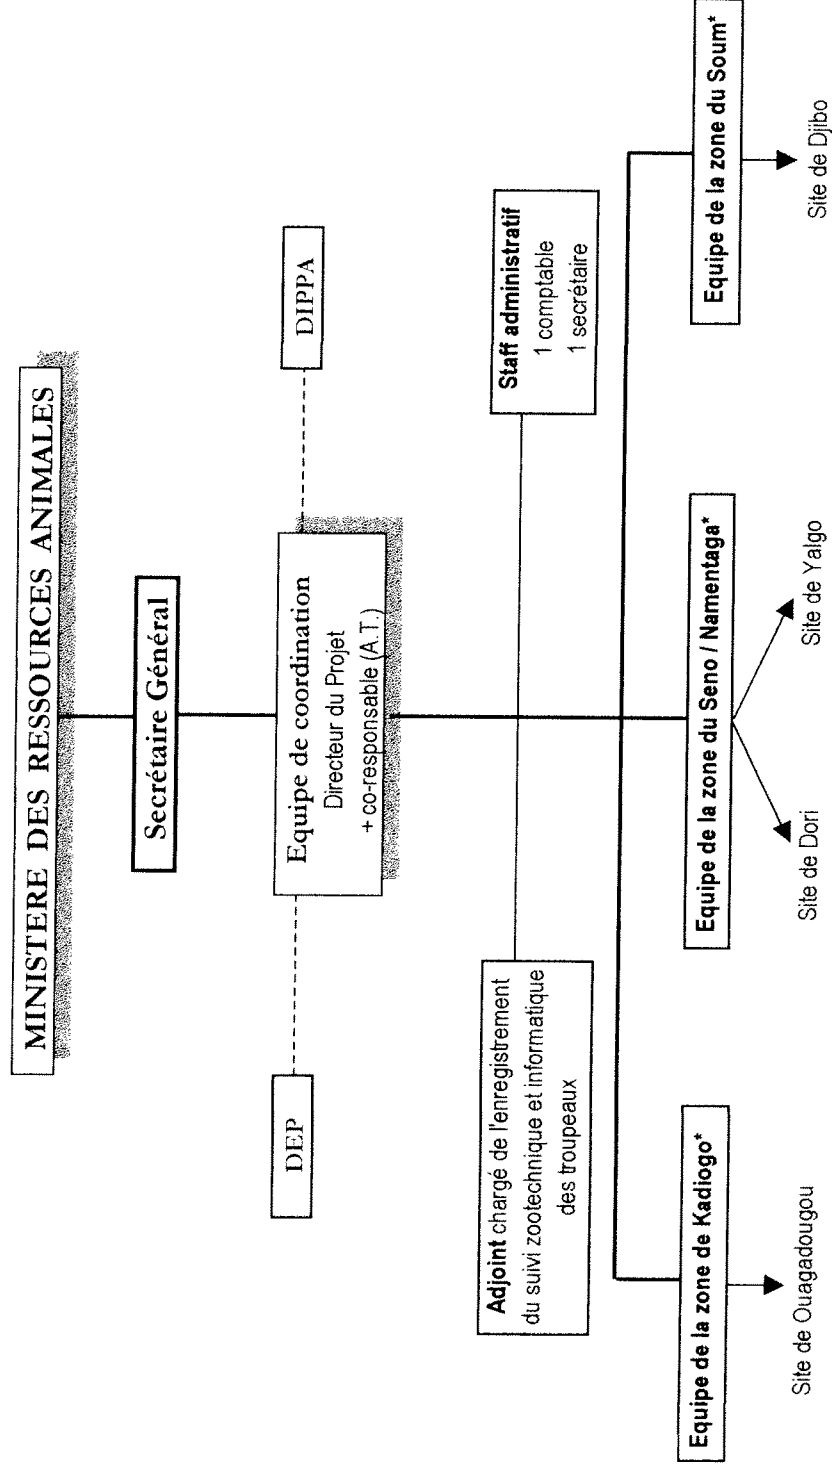 MINISTERE DES RESSOURCES ANIMALES
Secrétaire Général
DEP
Equipe de coordination
Directeur du Projet
+ co-responsable (A.T.)
DIPPA
Adjoint chargé de l'enregistrement
du suivi zootechnique et informatique
des troupeaux
Staff administratif
1 comptable
1 secrétaire
Equipe de la zone de Kadiogo*
Equipe de la zone du Seno / Namentaga*
Equipe de la zone du Soum*
Site de Ouagadougou
Site de Dori
Site de Yalgo
Site de Djibo